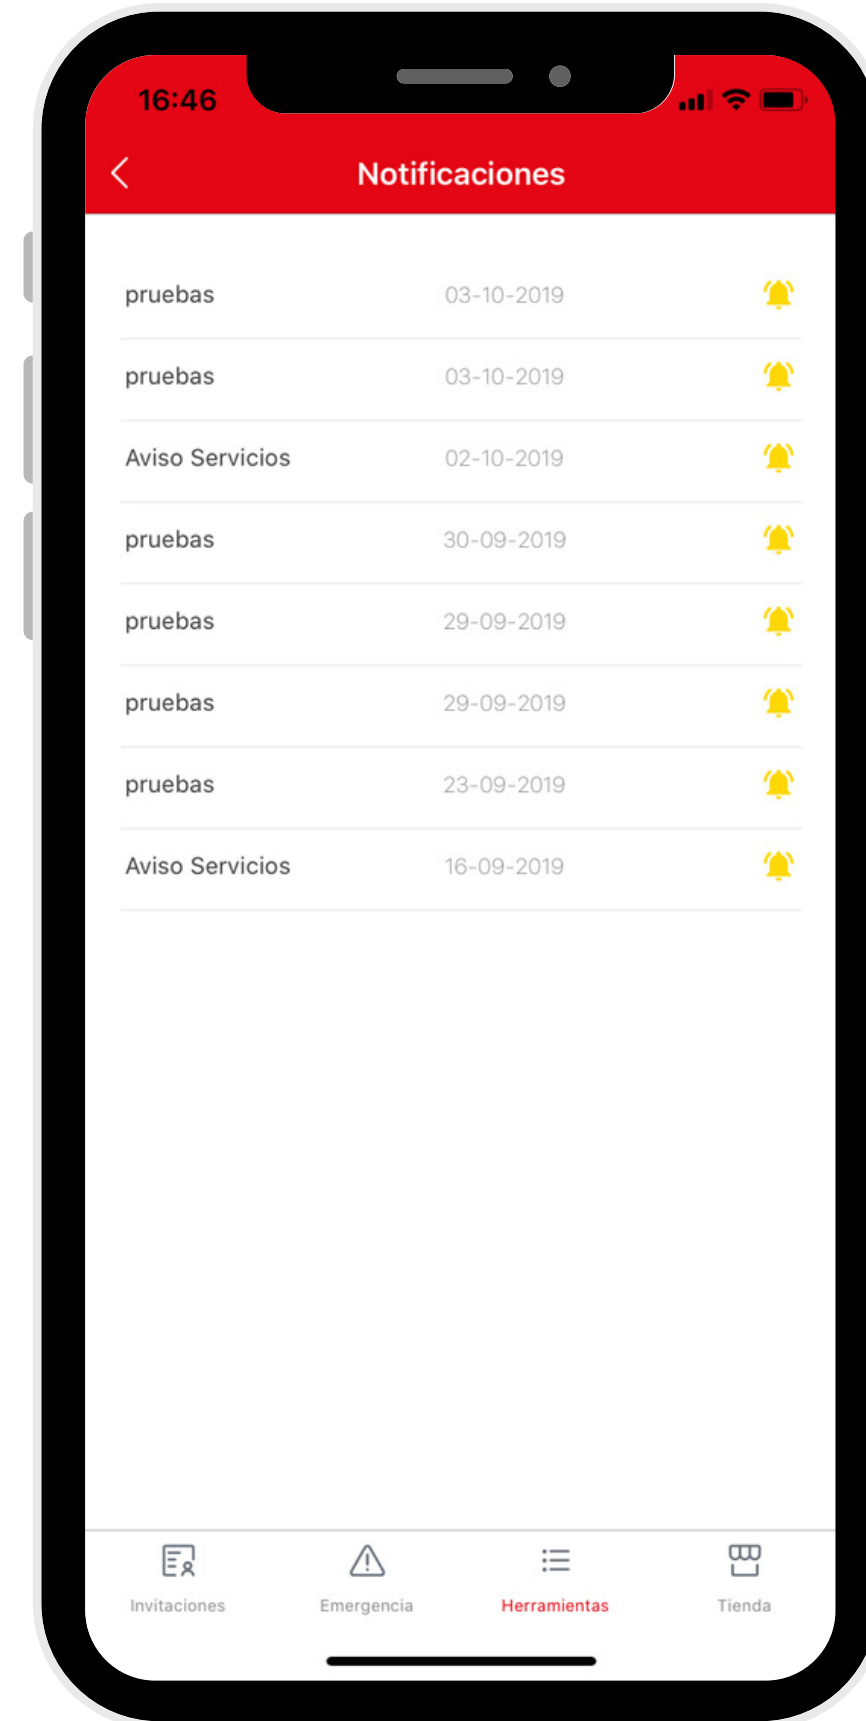 16:46
Notificaciones
pruebas 03-10-2019
pruebas 03-10-2019
Aviso Servicios 02-10-2019
pruebas 30-09-2019
pruebas 29-09-2019
pruebas 29-09-2019
pruebas 23-09-2019
Aviso Servicios 16-09-2019
Invitaciones Emergencia Herramientas Tienda